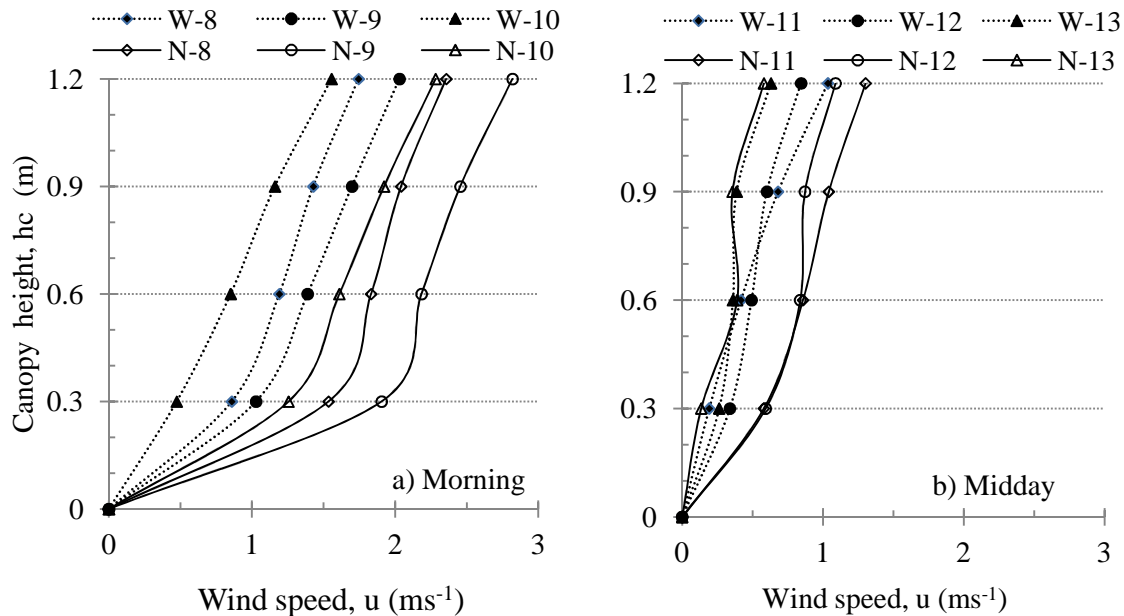 W-8 W-9 W-10
N-8 N-9 N-10
1.2
0.9
0.6
0.3
0
Canopy height, hc (m)
a) Morning
0 1 2 3
Wind speed, u (ms-1)
W-11 W-12 W-13
N-11 N-12 N-13
1.2
0.9
0.6
0.3
0
b) Midday
0 1 2 3
Wind speed, u (ms-1)